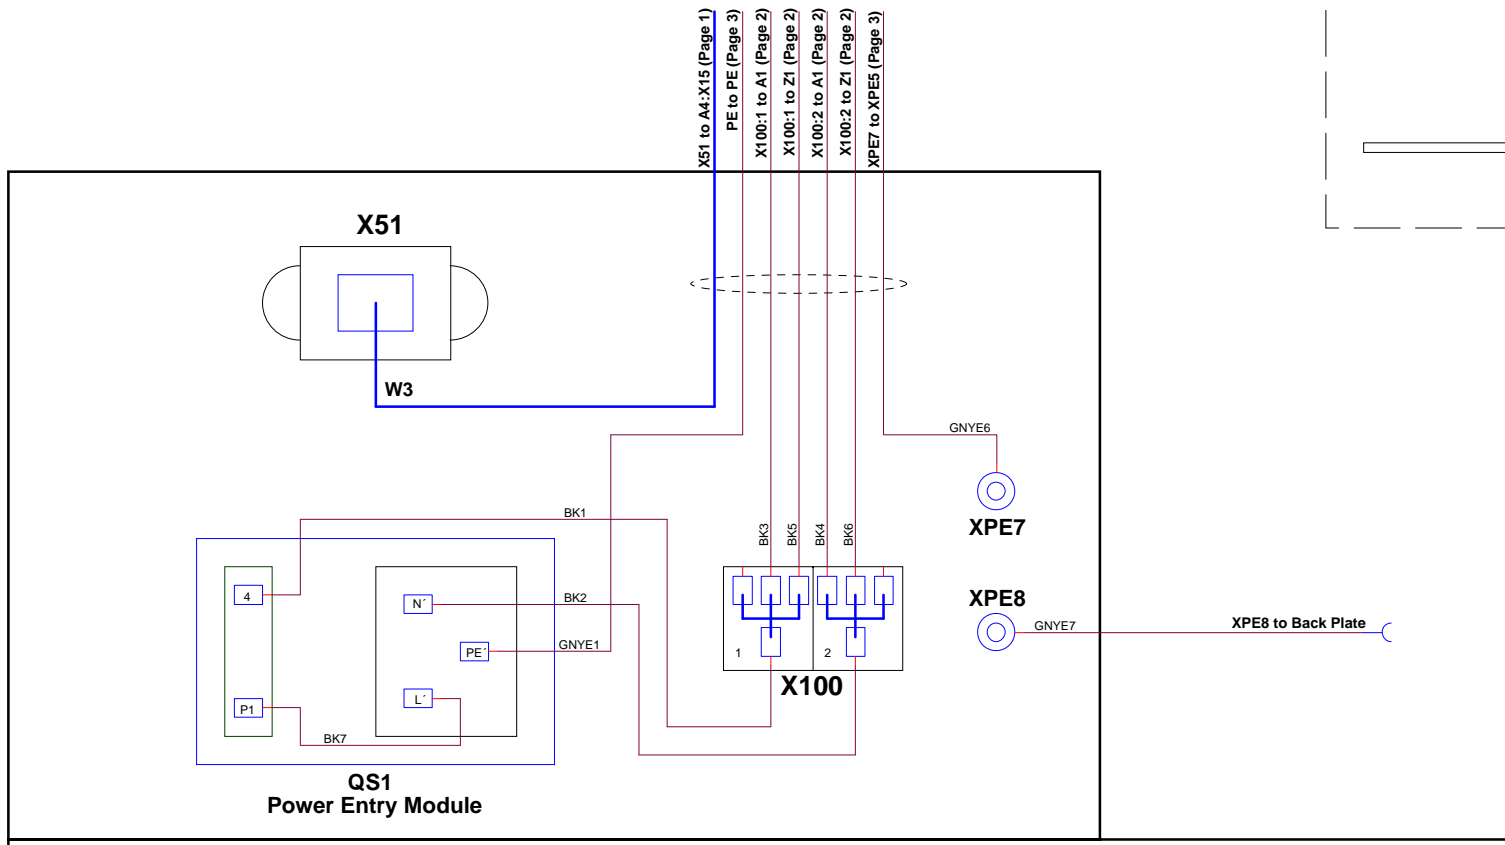 X51 to A4:X15 (Page 1)
PE to PE (Page 3)
X100:1 to A1 (Page 2)
X100:1 to Z1 (Page 2)
X100:2 to A1 (Page 2)
X100:2 to Z1 (Page 2)
XPE7 to XPE5 (Page 3)
X51
W3
GNYE6
XPE7
BK1
BK3
BK5
BK4
BK6
4
N´
BK2
XPE8
GNYE7
XPE8 to Back Plate
PE´
GNYE1
1
2
X100
L´
P1
BK7
QS1
Power Entry Module